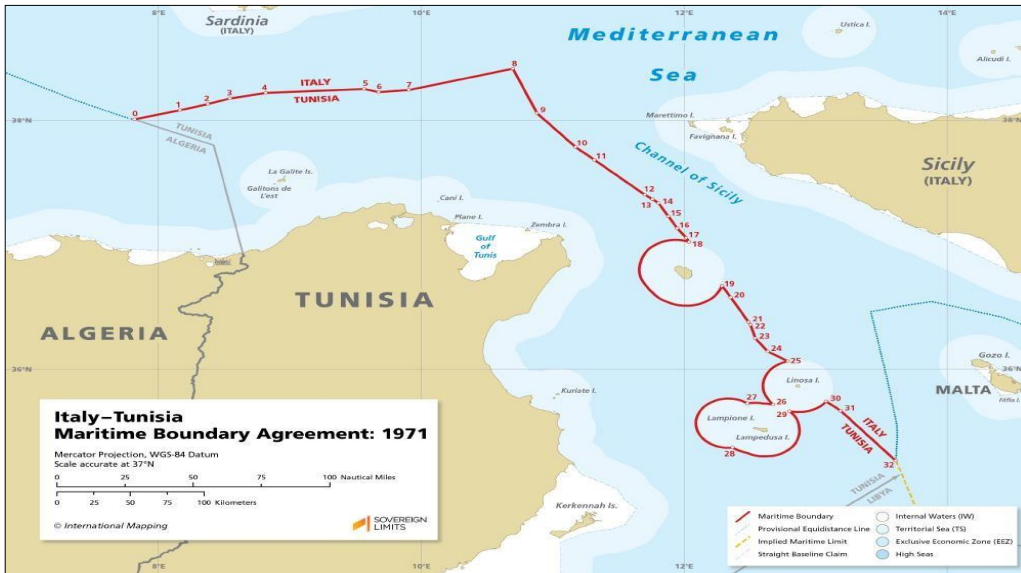 8°E
10°E
12°E
14°E
Sardinia
(ITALY)
Mediterranean
Sea
Ustica I.
Alicudi I.
0
1
2
3
4
5
6
7
8
9
10
11
12
13
14
15
16
17
18
19
20
21
22
23
24
25
26
27
28
29
30
31
32
ITALY
TUNISIA
38°N
38°N
TUNISIA
ALGERIA
Marettimo I.
Favignana I.
Channel of Sicily
Sicily
(ITALY)
La Galite Is.
Galitons de
L'est
Cani I.
Plane I.
Zembra I.
Gulf
of
Tunis
TUNISIA
ALGERIA
36°N
36°N
Gozo I.
MALTA
Filfla I.
Linosa I.
Kuriate I.
Lampione I.
Lampedusa I.
ITALY
TUNISIA
TUNISIA
LIBYA
Kerkennah Is.
Italy–Tunisia
Maritime Boundary Agreement: 1971
Mercator Projection, WGS-84 Datum
Scale accurate at 37°N
0 25 50 75 100 Nautical Miles
0 25 50 75 100 Kilometers
© International Mapping
SOVEREIGN
LIMITS
Maritime Boundary
Provisional Equidistance Line
Implied Maritime Limit
Straight Baseline Claim
Internal Waters (IW)
Territorial Sea (TS)
Exclusive Economic Zone (EEZ)
High Seas
8°E
10°E
12°E
14°E